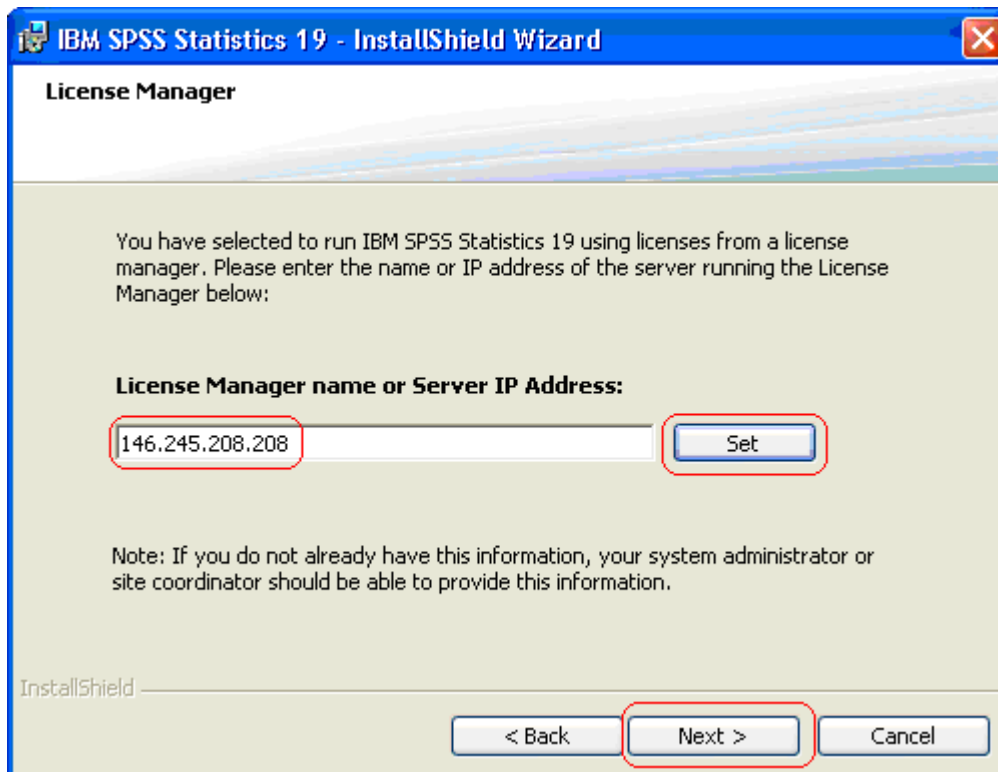 IBM SPSS Statistics 19 - InstallShield Wizard
License Manager
You have selected to run IBM SPSS Statistics 19 using licenses from a license
manager. Please enter the name or IP address of the server running the License
Manager below:
License Manager name or Server IP Address:
146.245.208.208
Set
Note: If you do not already have this information, your system administrator or
site coordinator should be able to provide this information.
InstallShield
< Back
Next >
Cancel